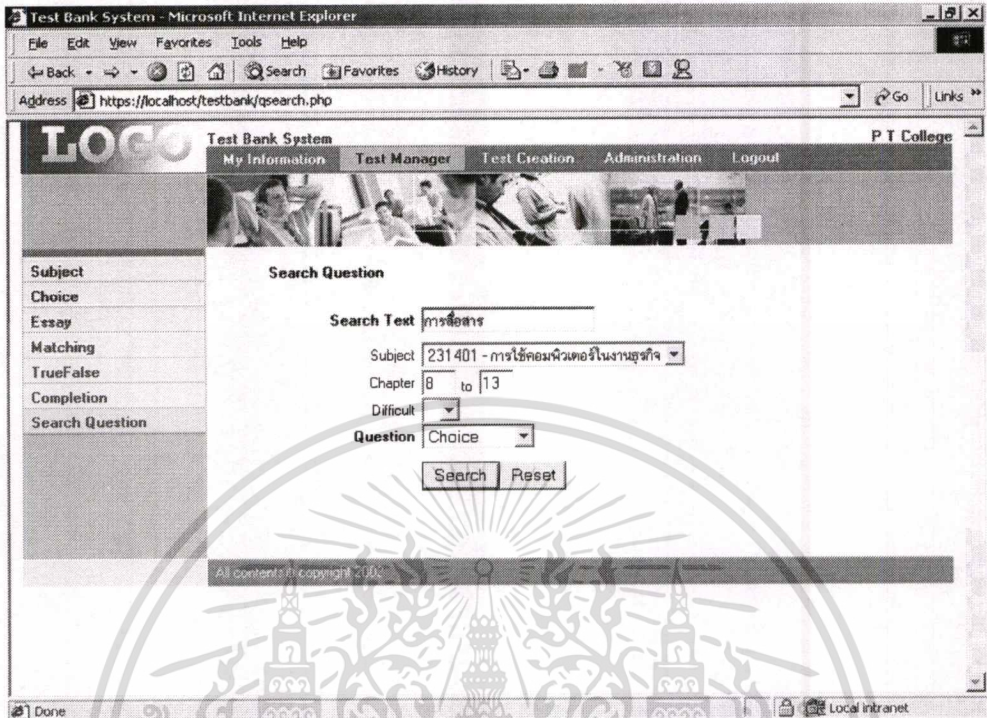 Test Bank System - Microsoft Internet Explorer
File Edit View Favorites Tools Help
Back Search Favorites History
Address https://localhost/testbank/qsearch.php Go Links »
LOGO Test Bank System P T College
My Information Test Manager Test Creation Administration Logout
Subject
Choice
Essay
Matching
TrueFalse
Completion
Search Question
Search Question
Search Text การสื่อสาร
Subject 231401 - การใช้คอมพิวเตอร์ในงานธุรกิจ
Chapter 8 to 13
Difficult
Question Choice
Search Reset
All contents © copyright
Done Local intranet